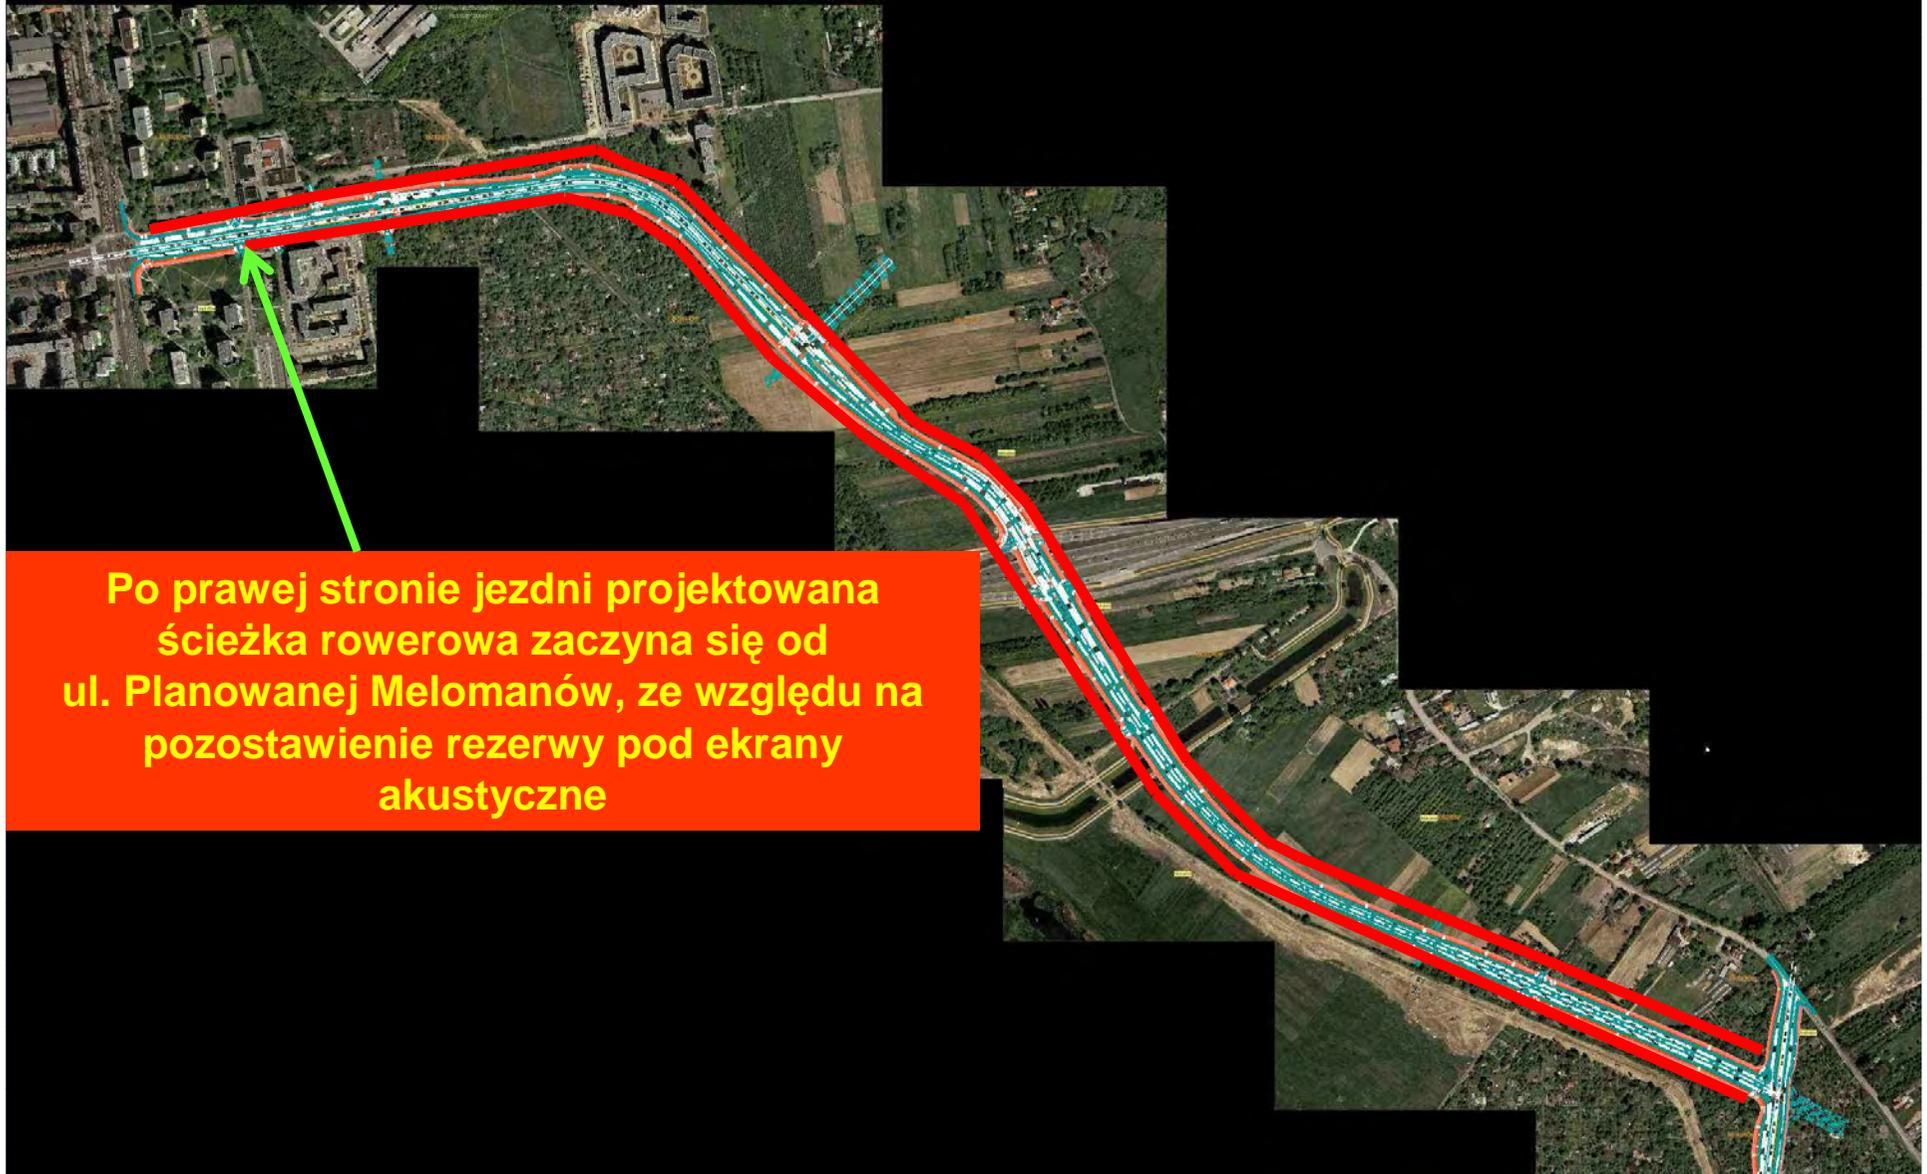 Po prawej stronie jezdni projektowana
ścieżka rowerowa zaczyna się od
ul. Planowanej Melomanów, ze względu na
pozostawienie rezerwy pod ekrany
akustyczne